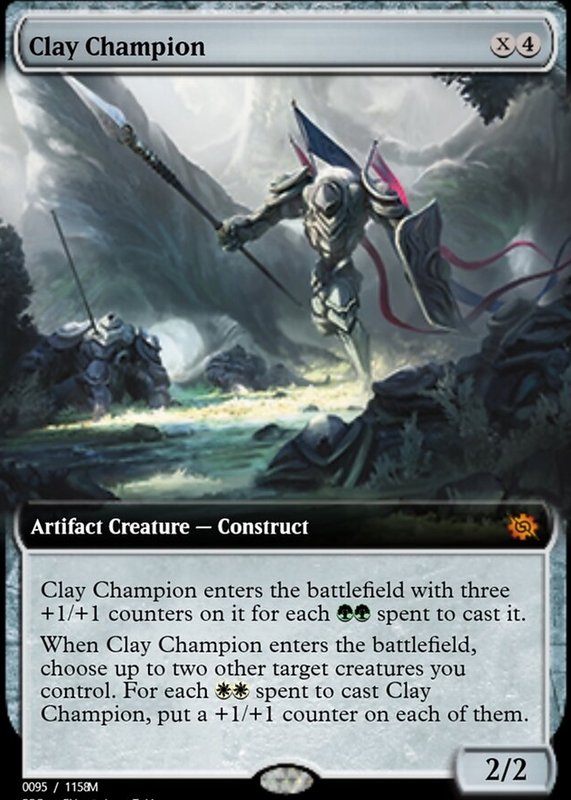 Clay Champion X 4
Artifact Creature — Construct
Clay Champion enters the battlefield with three
+1/+1 counters on it for each spent to cast it.
When Clay Champion enters the battlefield,
choose up to two other target creatures you
control. For each spent to cast Clay
Champion, put a +1/+1 counter on each of them.
2/2
0095 / 1158M